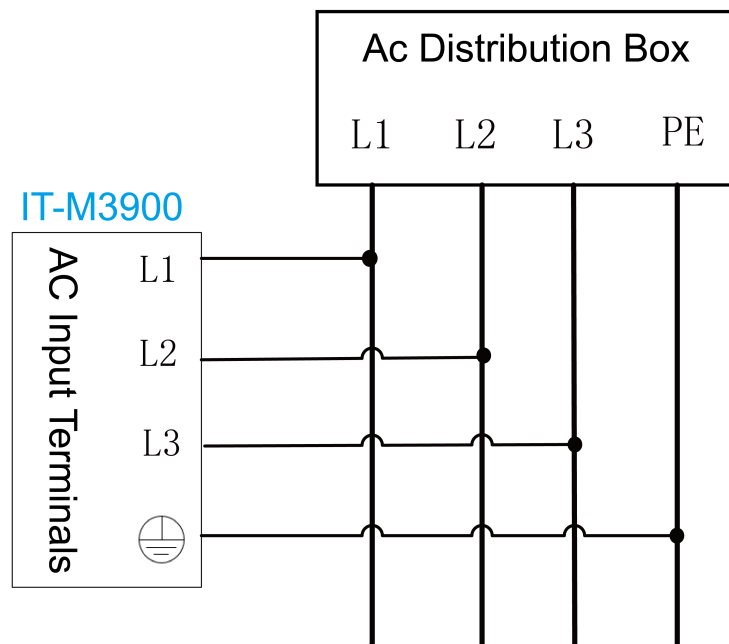 Ac Distribution Box
L1 L2 L3 PE
IT-M3900
AC Input Terminals
L1
L2
L3